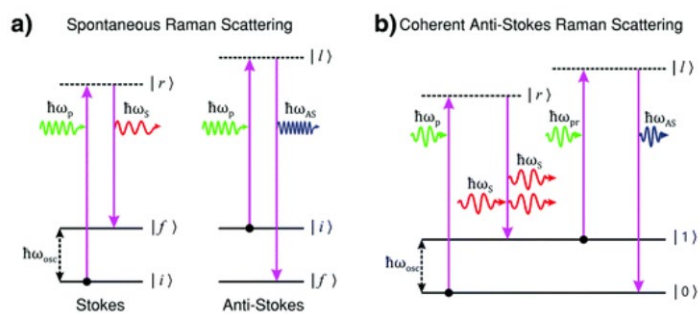 a) Spontaneous Raman Scattering
|r⟩
ħωp
ħωS
|l⟩
ħωp
ħωAS
|f⟩
|i⟩
ħωosc
|i⟩
|f⟩
Stokes
Anti-Stokes
b) Coherent Anti-Stokes Raman Scattering
|r⟩
|l⟩
ħωp
ħωpr
ħωAS
ħωS
ħωS
|1⟩
ħωosc
|0⟩